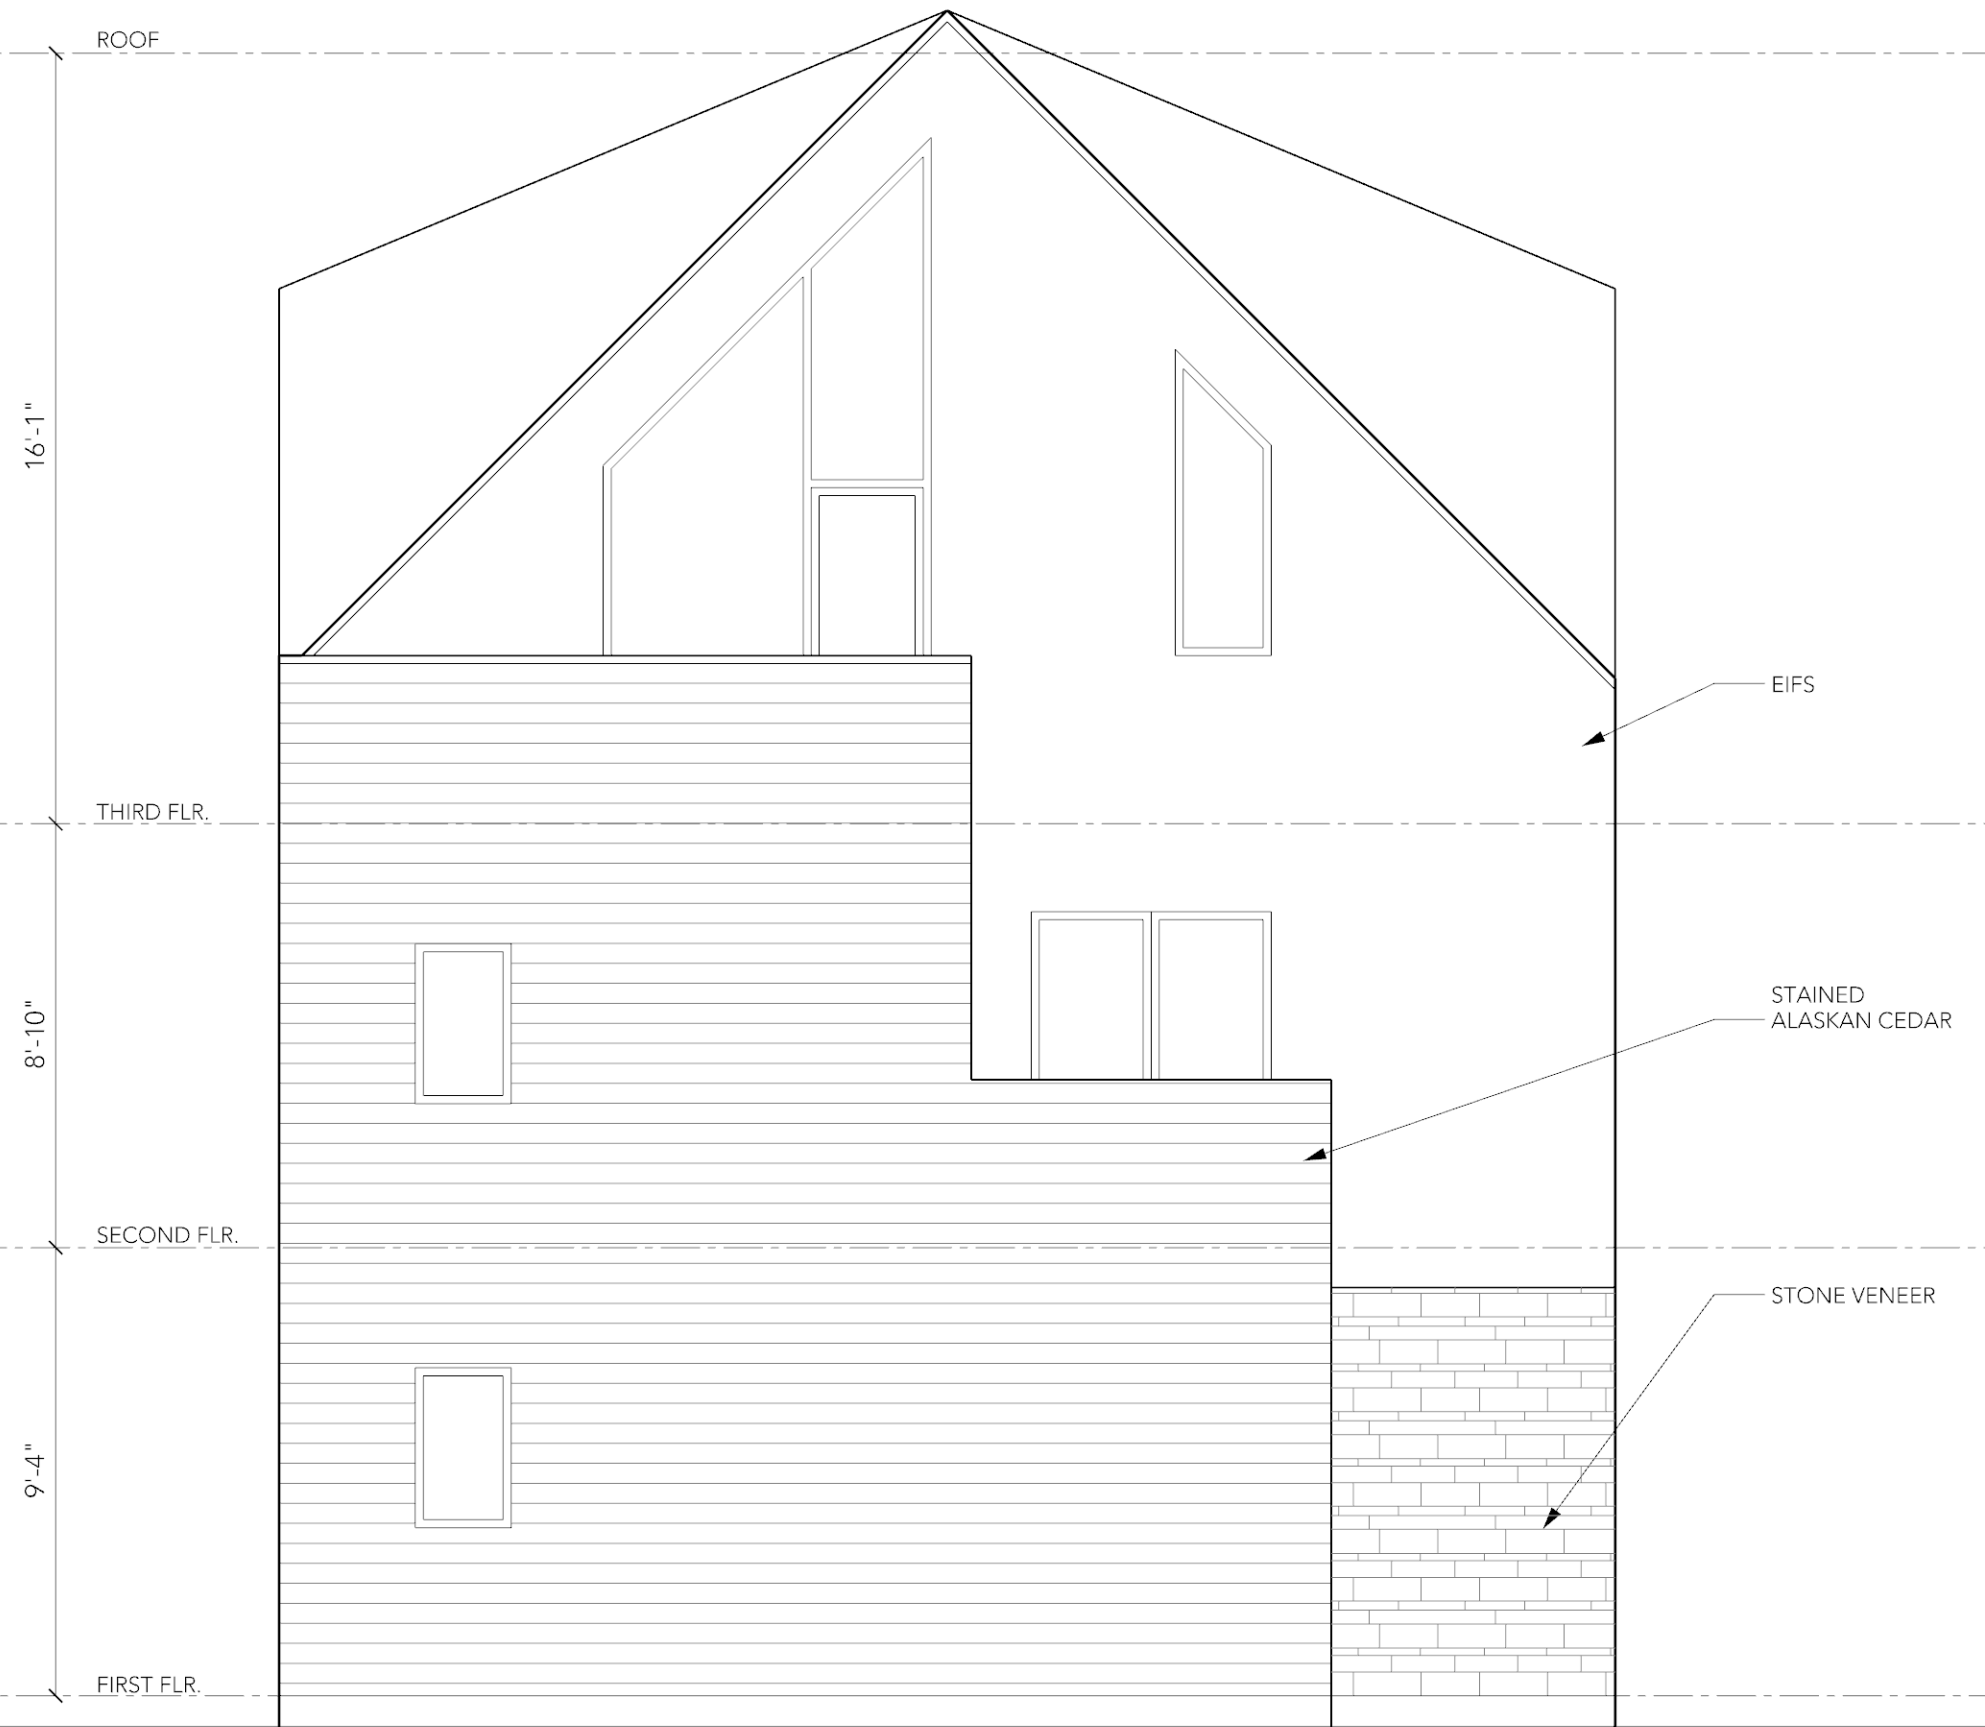 ROOF
16'-1"
EIFS
THIRD FLR.
STAINED
ALASKAN CEDAR
8'-10"
SECOND FLR.
STONE VENEER
9'-4"
FIRST FLR.